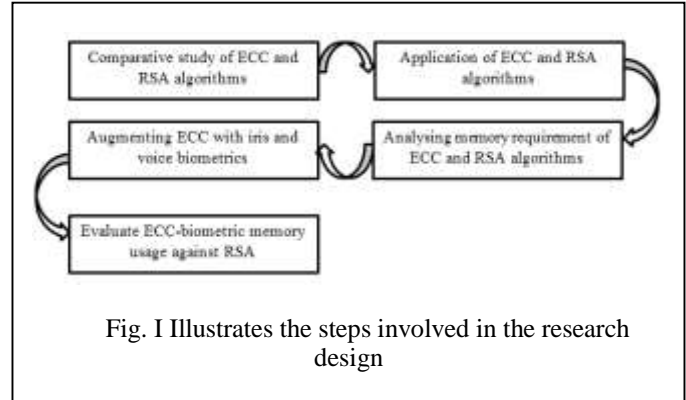 Comparative study of ECC and
RSA algorithms
Application of ECC and RSA
algorithms
Analysing memory requirement of
ECC and RSA algorithms
Augmenting ECC with iris and
voice biometrics
Evaluate ECC-biometric memory
usage against RSA
Fig. I Illustrates the steps involved in the research
design